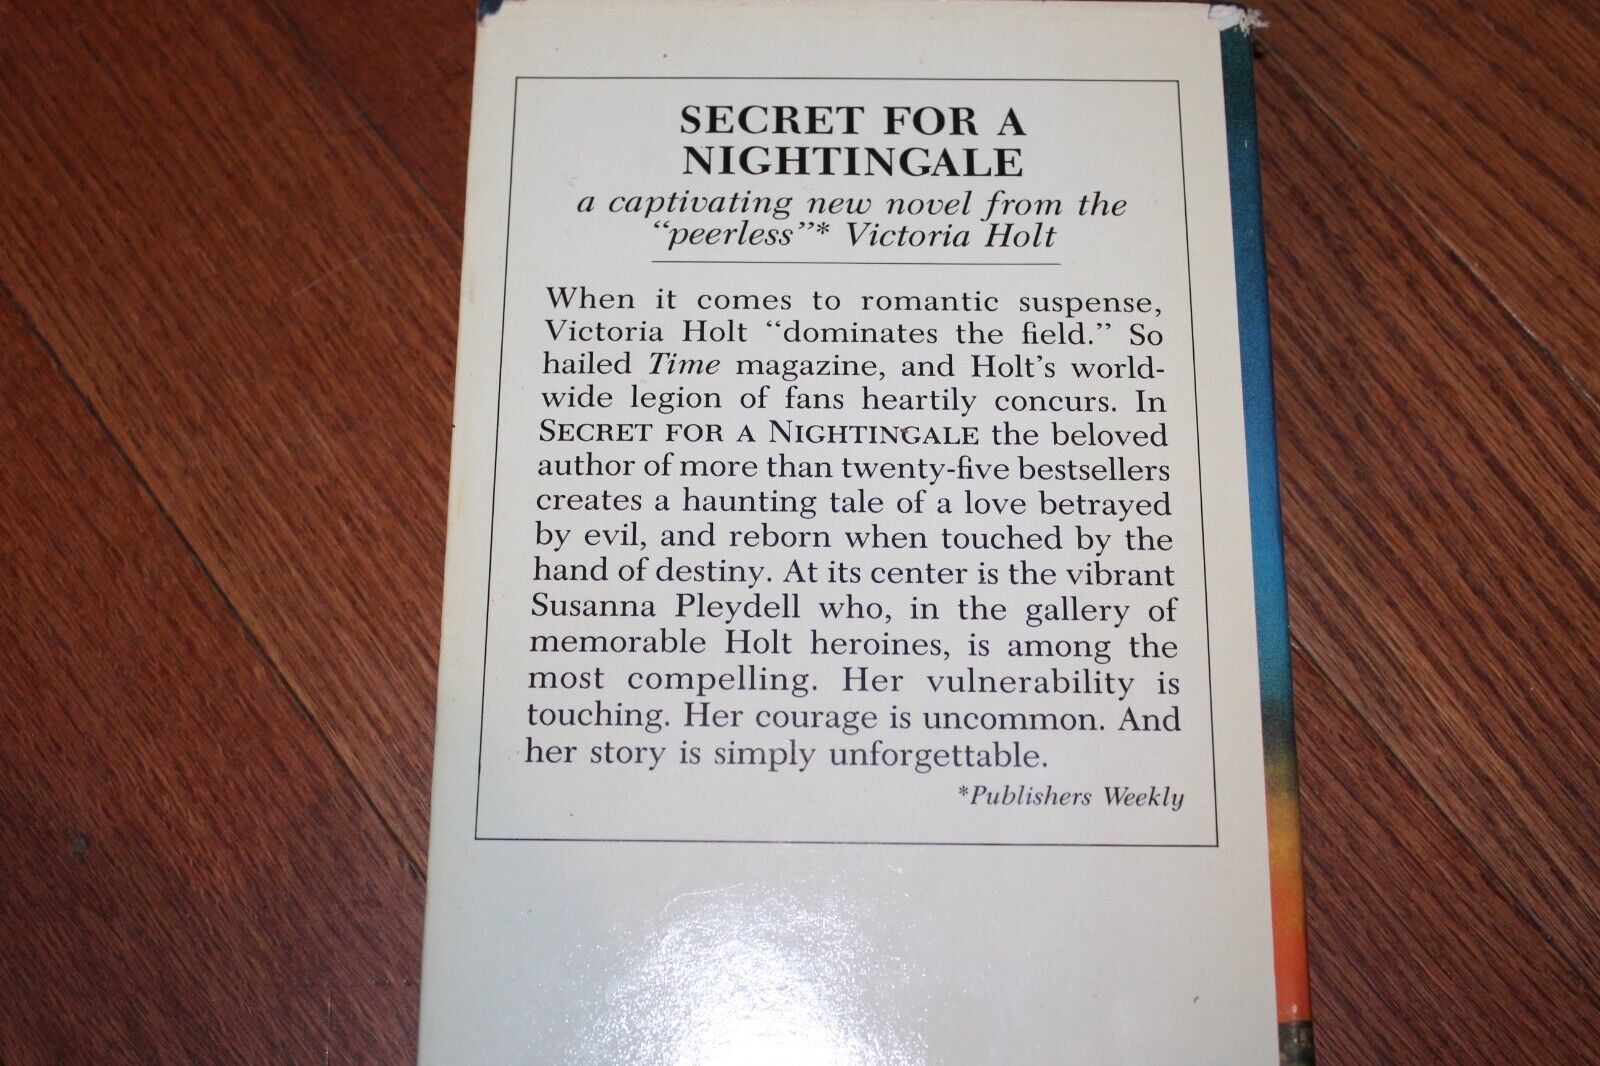 SECRET FOR A
NIGHTINGALE
a captivating new novel from the
“peerless”* Victoria Holt
When it comes to romantic suspense,
Victoria Holt “dominates the field.” So
hailed Time magazine, and Holt’s world-
wide legion of fans heartily concurs. In
SECRET FOR A NIGHTINGALE the beloved
author of more than twenty-five bestsellers
creates a haunting tale of a love betrayed
by evil, and reborn when touched by the
hand of destiny. At its center is the vibrant
Susanna Pleydell who, in the gallery of
memorable Holt heroines, is among the
most compelling. Her vulnerability is
touching. Her courage is uncommon. And
her story is simply unforgettable.
*Publishers Weekly